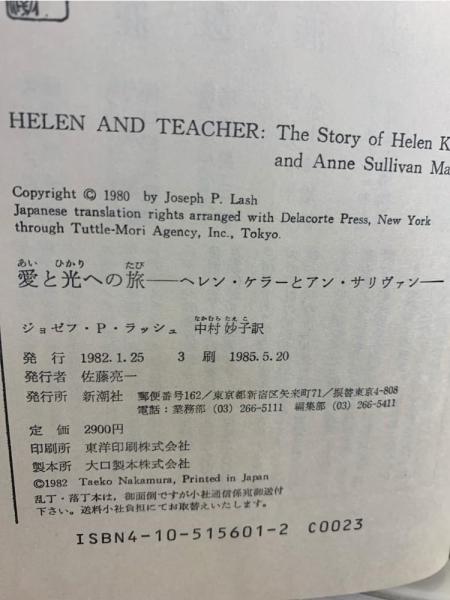 HELEN AND TEACHER: The Story of Helen K
and Anne Sullivan Ma
Copyright © 1980 by Joseph P. Lash
Japanese translation rights arranged with Delacorte Press, New York
through Tuttle-Mori Agency, Inc., Tokyo.
あい ひかり たび
愛と光への旅――ヘレン・ケラーとアン・サリヴァン――
なかむら たえ こ
ジョゼフ・P・ラッシュ 中村妙子訳
発行 1982.1.25 3刷 1985.5.20
発行者 佐藤亮一
発行所 新潮社 郵便番号162/東京都新宿区矢来町71/振替東京4-808
電話：業務部 (03) 266-5111 編集部 (03) 266-5411
定価 2900円
印刷所 東洋印刷株式会社
製本所 大口製本株式会社
©1982 Taeko Nakamura, Printed in Japan
乱丁・落丁本は、御面倒ですが小社通信係宛御送付
下さい。送料小社負担にてお取替えいたします。
ISBN4-10-515601-2 C0023